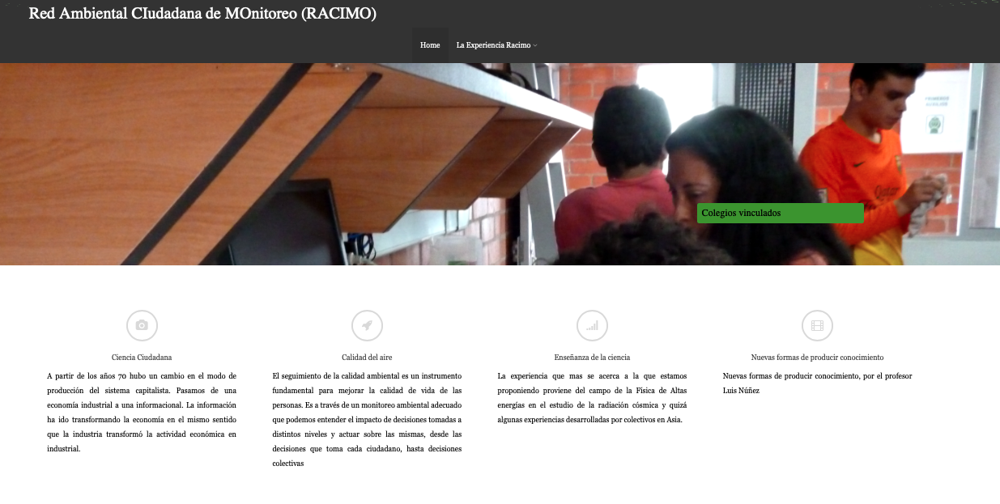 Red Ambiental CIudadana de MOnitoreo (RACIMO)
Home
La Experiencia Racimo
Qatar
Colegios vinculados
Ciencia Ciudadana
A partir de los años 70 hubo un cambio en el modo de
producción del sistema capitalista. Pasamos de una
economía industrial a una informacional. La información
ha ido transformando la economía en el mismo sentido
que la industria transformó la actividad económica en
industrial.
Calidad del aire
El seguimiento de la calidad ambiental es un instrumento
fundamental para mejorar la calidad de vida de las
personas. Es a través de un monitoreo ambiental adecuado
que podemos entender el impacto de decisiones tomadas a
distintos niveles y actuar sobre las mismas, desde las
decisiones que toma cada ciudadano, hasta decisiones
colectivas
Enseñanza de la ciencia
La experiencia que mas se acerca a la que estamos
proponiendo proviene del campo de la Física de Altas
energías en el estudio de la radiación cósmica y quizá
algunas experiencias desarrolladas por colectivos en Asia.
Nuevas formas de producir conocimiento
Nuevas formas de producir conocimiento, por el profesor
Luis Núñez